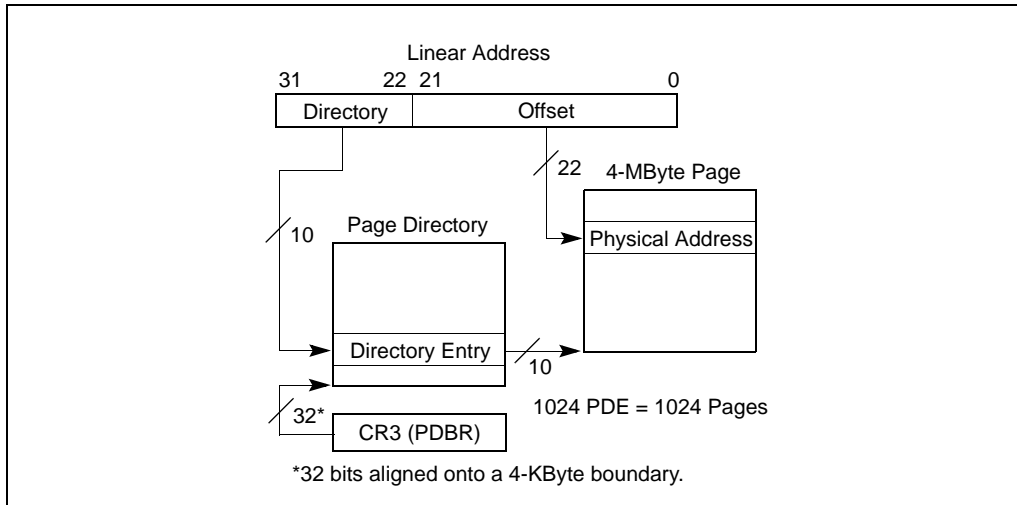 Linear Address
31 22 21 0
Directory Offset
22
4-MByte Page
10
Page Directory
Physical Address
Directory Entry
10
32*
1024 PDE = 1024 Pages
CR3 (PDBR)
*32 bits aligned onto a 4-KByte boundary.